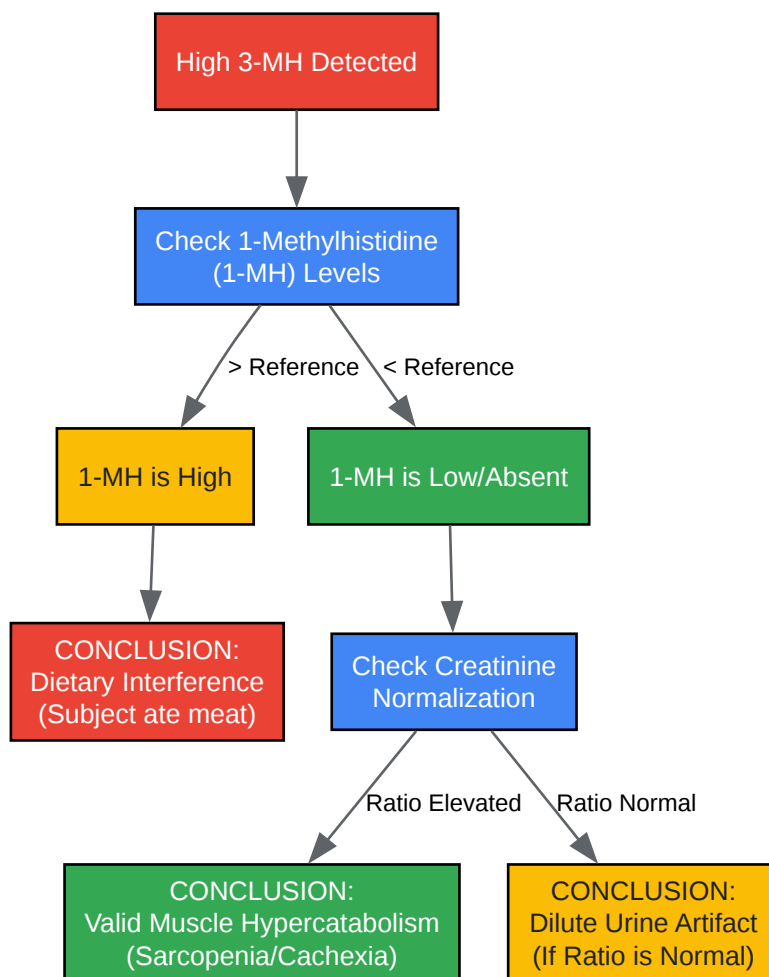 High 3-MH Detected
Check 1-Methylhistidine
(1-MH) Levels
> Reference
< Reference
1-MH is High
1-MH is Low/Absent
CONCLUSION:
Dietary Interference
(Subject ate meat)
Check Creatinine
Normalization
Ratio Elevated
Ratio Normal
CONCLUSION:
Valid Muscle Hypercatabolism
(Sarcopenia/Cachexia)
CONCLUSION:
Dilute Urine Artifact
(If Ratio is Normal)